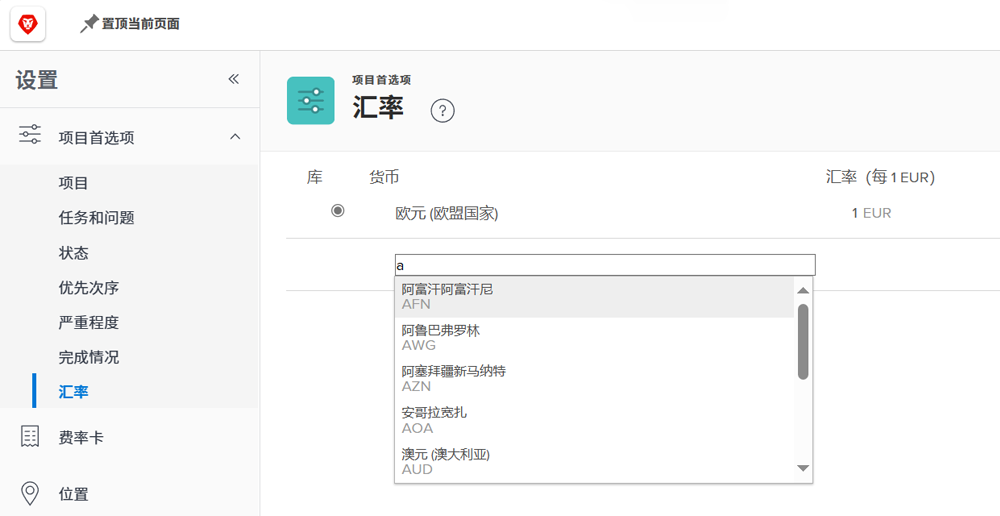 置顶当前页面
设置
项目首选项
项目
任务和问题
状态
优先次序
严重程度
完成情况
汇率
费率卡
位置
项目首选项
汇率
?
库 货币 汇率（每 1 EUR）
欧元 (欧盟国家) 1 EUR
a
阿富汗阿富汗尼
AFN
阿鲁巴弗罗林
AWG
阿塞拜疆新马纳特
AZN
安哥拉宽扎
AOA
澳元 (澳大利亚)
AUD